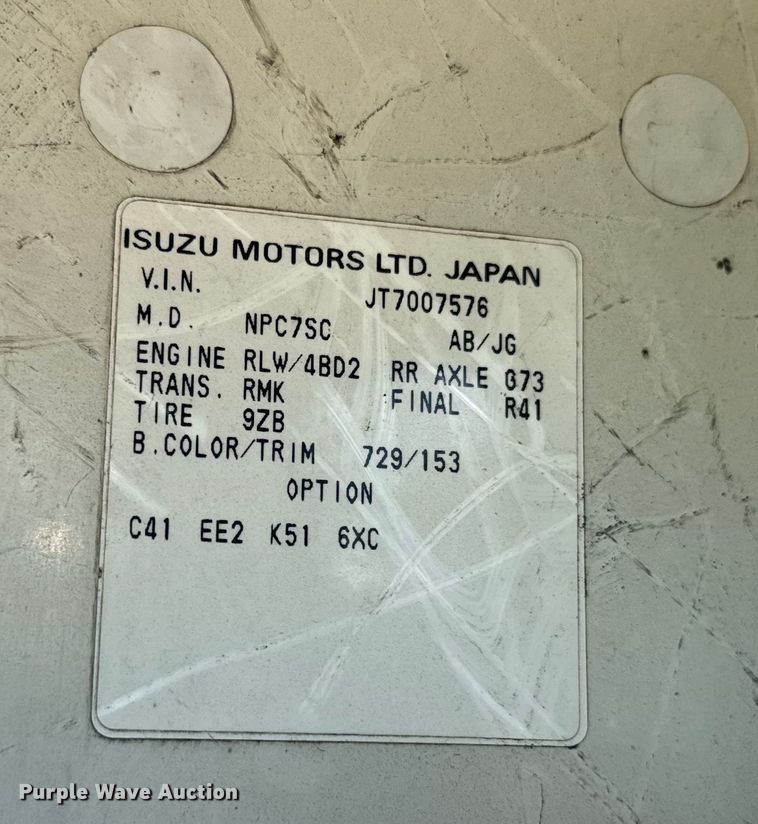 ISUZU MOTORS LTD. JAPAN
V.I.N. JT7007576
M.D. NPC7SC AB/JG
ENGINE RLW/4BD2 RR AXLE G73
TRANS. RMK FINAL R41
TIRE 9ZB
B.COLOR/TRIM 729/153
OPTION
C41 EE2 K51 6XC
Purple Wave Auction